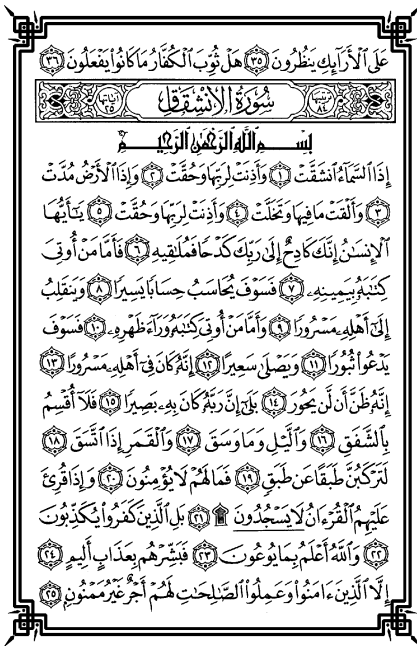 عَلَى ٱلْأَرَآئِكِ يَنظُرُونَ ٣٥ هَلْ ثُوِّبَ ٱلْكُفَّارُ مَا كَانُوا۟ يَفْعَلُونَ ٣٦
ترتيبها ٨٤ سُورَةُ الانْشِقَاقِ آياتها ٢٥
بِسْمِ ٱللَّهِ ٱلرَّحْمَٰنِ ٱلرَّحِيمِ
إِذَا ٱلسَّمَآءُ ٱنشَقَّتْ ١ وَأَذِنَتْ لِرَبِّهَا وَحُقَّتْ ٢ وَإِذَا ٱلْأَرْضُ مُدَّتْ
٣ وَأَلْقَتْ مَا فِيهَا وَتَخَلَّتْ ٤ وَأَذِنَتْ لِرَبِّهَا وَحُقَّتْ ٥ يَٰٓأَيُّهَا
ٱلْإِنسَٰنُ إِنَّكَ كَادِحٌ إِلَىٰ رَبِّكَ كَدْحًا فَمُلَٰقِيهِ ٦ فَأَمَّا مَنْ أُوتِىَ
كِتَٰبَهُۥ بِيَمِينِهِۦ ٧ فَسَوْفَ يُحَاسَبُ حِسَابًا يَسِيرًا ٨ وَيَنقَلِبُ
إِلَىٰٓ أَهْلِهِۦ مَسْرُورًا ٩ وَأَمَّا مَنْ أُوتِىَ كِتَٰبَهُۥ وَرَآءَ ظَهْرِهِۦ ١٠ فَسَوْفَ
يَدْعُوا۟ ثُبُورًا ١١ وَيَصْلَىٰ سَعِيرًا ١٢ إِنَّهُۥ كَانَ فِىٓ أَهْلِهِۦ مَسْرُورًا ١٣
إِنَّهُۥ ظَنَّ أَن لَّن يَحُورَ ١٤ بَلَىٰٓ إِنَّ رَبَّهُۥ كَانَ بِهِۦ بَصِيرًا ١٥ فَلَآ أُقْسِمُ
بِٱلشَّفَقِ ١٦ وَٱلَّيْلِ وَمَا وَسَقَ ١٧ وَٱلْقَمَرِ إِذَا ٱتَّسَقَ ١٨
لَتَرْكَبُنَّ طَبَقًا عَن طَبَقٍ ١٩ فَمَا لَهُمْ لَا يُؤْمِنُونَ ٢٠ وَإِذَا قُرِئَ
عَلَيْهِمُ ٱلْقُرْءَانُ لَا يَسْجُدُونَ ۩ ٢١ بَلِ ٱلَّذِينَ كَفَرُوا۟ يُكَذِّبُونَ
٢٢ وَٱللَّهُ أَعْلَمُ بِمَا يُوعُونَ ٢٣ فَبَشِّرْهُم بِعَذَابٍ أَلِيمٍ ٢٤
إِلَّا ٱلَّذِينَ ءَامَنُوا۟ وَعَمِلُوا۟ ٱلصَّٰلِحَٰتِ لَهُمْ أَجْرٌ غَيْرُ مَمْنُونٍۭ ٢٥